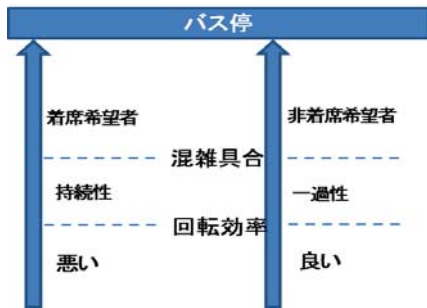 バス停
着席希望者
非着席希望者
混雑具合
持続性
一過性
回転効率
悪い
良い